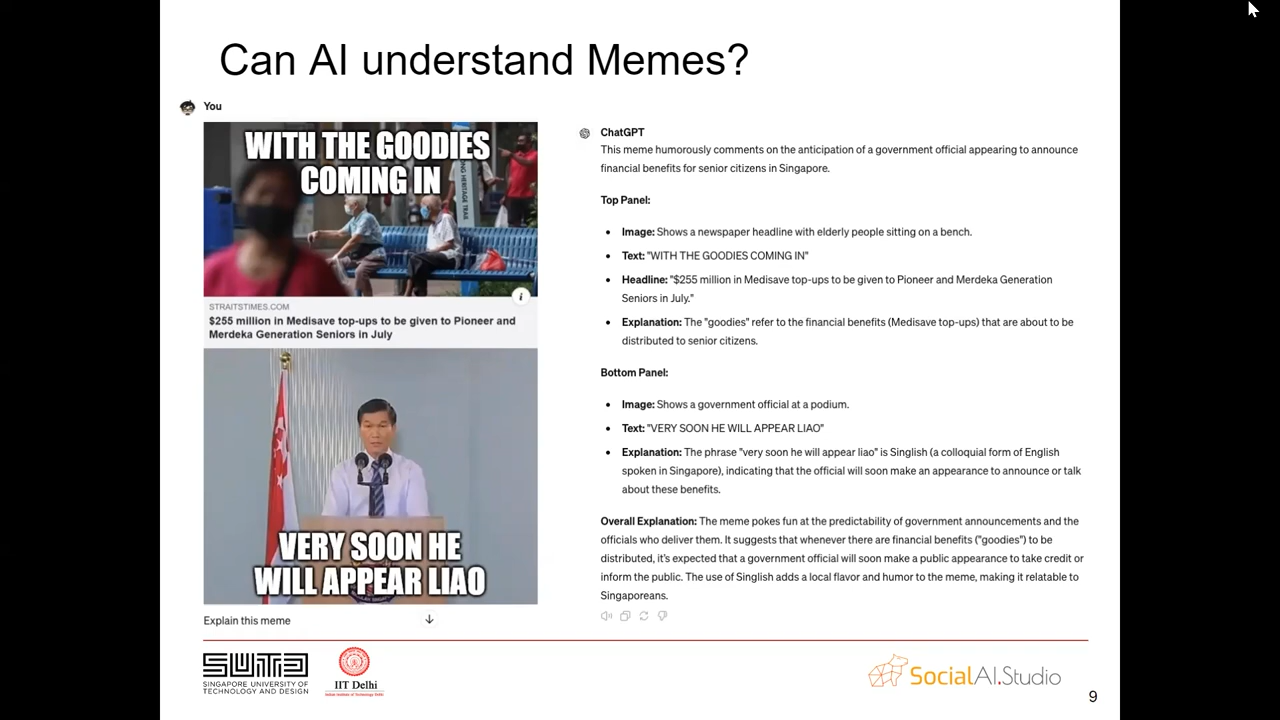 Can AI understand Memes?
You
WITH THE GOODIES
COMING IN
NG HERITAGE TRAIL
STRAITSTIMES.COM
$255 million in Medisave top-ups to be given to Pioneer and
Merdeka Generation Seniors in July
VERY SOON HE
WILL APPEAR LIAO
Explain this meme
ChatGPT
This meme humorously comments on the anticipation of a government official appearing to announce
financial benefits for senior citizens in Singapore.
Top Panel:
• Image: Shows a newspaper headline with elderly people sitting on a bench.
• Text: "WITH THE GOODIES COMING IN"
• Headline: "$255 million in Medisave top-ups to be given to Pioneer and Merdeka Generation
Seniors in July."
• Explanation: The "goodies" refer to the financial benefits (Medisave top-ups) that are about to be
distributed to senior citizens.
Bottom Panel:
• Image: Shows a government official at a podium.
• Text: "VERY SOON HE WILL APPEAR LIAO"
• Explanation: The phrase "very soon he will appear liao" is Singlish (a colloquial form of English
spoken in Singapore), indicating that the official will soon make an appearance to announce or talk
about these benefits.
Overall Explanation: The meme pokes fun at the predictability of government announcements and the
officials who deliver them. It suggests that whenever there are financial benefits ("goodies") to be
distributed, it's expected that a government official will soon make a public appearance to take credit or
inform the public. The use of Singlish adds a local flavor and humor to the meme, making it relatable to
Singaporeans.
SUTD
SINGAPORE UNIVERSITY OF
TECHNOLOGY AND DESIGN
IIT Delhi
Indian Institute of Technology Delhi
SocialAI.Studio
9